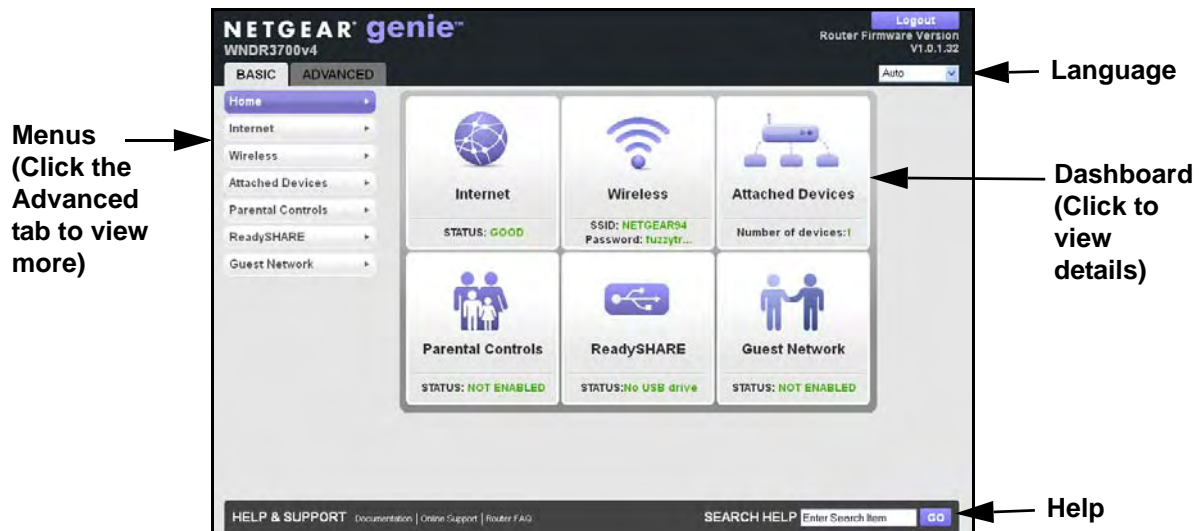 NETGEAR® genie™
WNDR3700v4
Logout
Router Firmware Version
V1.0.1.32
BASIC
ADVANCED
Auto
Language
Menus
(Click the
Advanced
tab to view
more)
Home
Internet
Wireless
Attached Devices
Parental Controls
ReadySHARE
Guest Network
Internet
STATUS: GOOD
Wireless
SSID: NETGEAR94
Password: fuzzytr...
Attached Devices
Number of devices:1
Parental Controls
STATUS: NOT ENABLED
ReadySHARE
STATUS:No USB drive
Guest Network
STATUS: NOT ENABLED
Dashboard
(Click to
view
details)
HELP & SUPPORT Documentation | Online Support | Router FAQ
SEARCH HELP Enter Search Item GO
Help